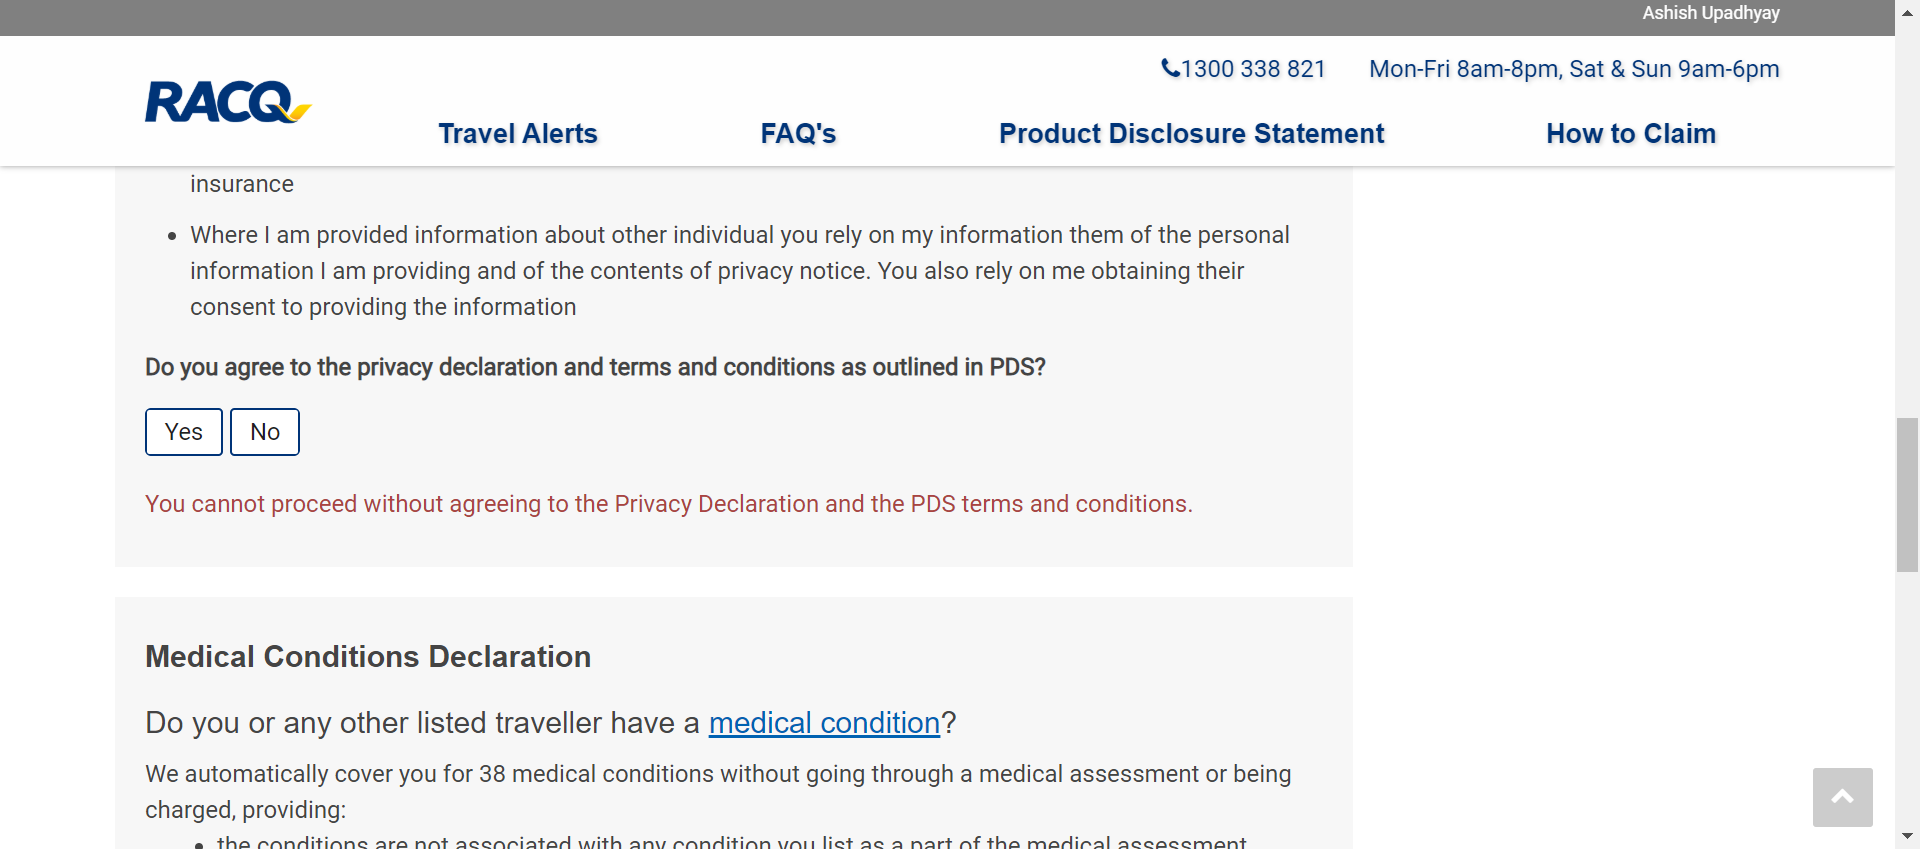 Ashish Upadhyay
1300 338 821 Mon-Fri 8am-8pm, Sat & Sun 9am-6pm
RACQ
Travel Alerts FAQ's Product Disclosure Statement How to Claim
insurance
• Where I am provided information about other individual you rely on my information them of the personal
information I am providing and of the contents of privacy notice. You also rely on me obtaining their
consent to providing the information
Do you agree to the privacy declaration and terms and conditions as outlined in PDS?
Yes No
You cannot proceed without agreeing to the Privacy Declaration and the PDS terms and conditions.
Medical Conditions Declaration
Do you or any other listed traveller have a medical condition?
We automatically cover you for 38 medical conditions without going through a medical assessment or being
charged, providing:
• the conditions are not associated with any condition you list as a part of the medical assessment